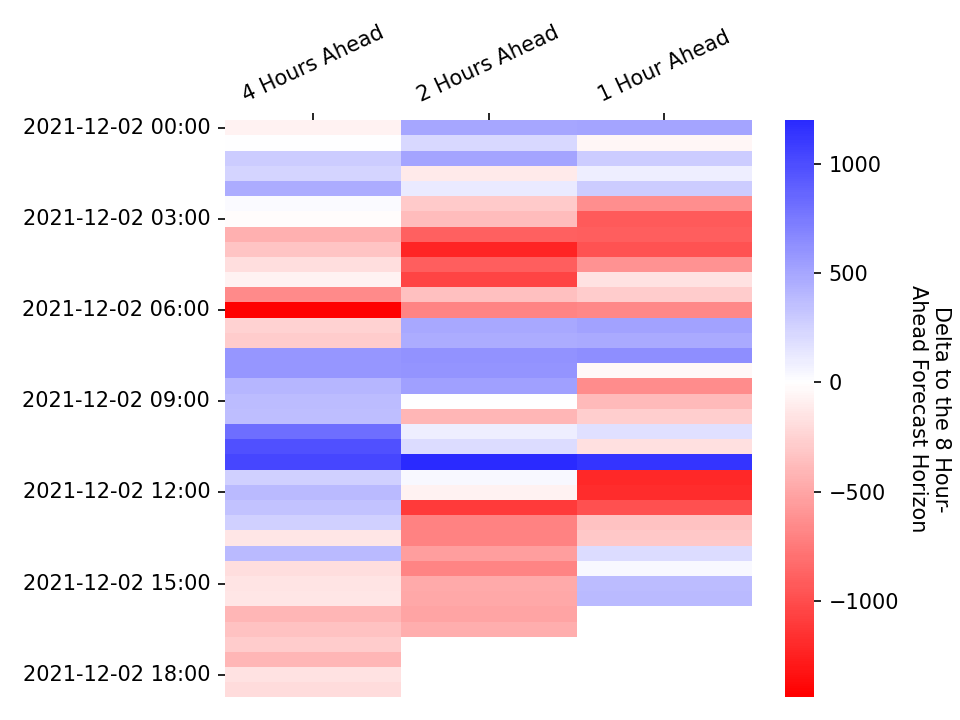 4 Hours Ahead
2 Hours Ahead
1 Hour Ahead
2021-12-02 00:00
2021-12-02 03:00
2021-12-02 06:00
2021-12-02 09:00
2021-12-02 12:00
2021-12-02 15:00
2021-12-02 18:00
1000
500
0
−500
−1000
Delta to the 8 Hour-
Ahead Forecast Horizon